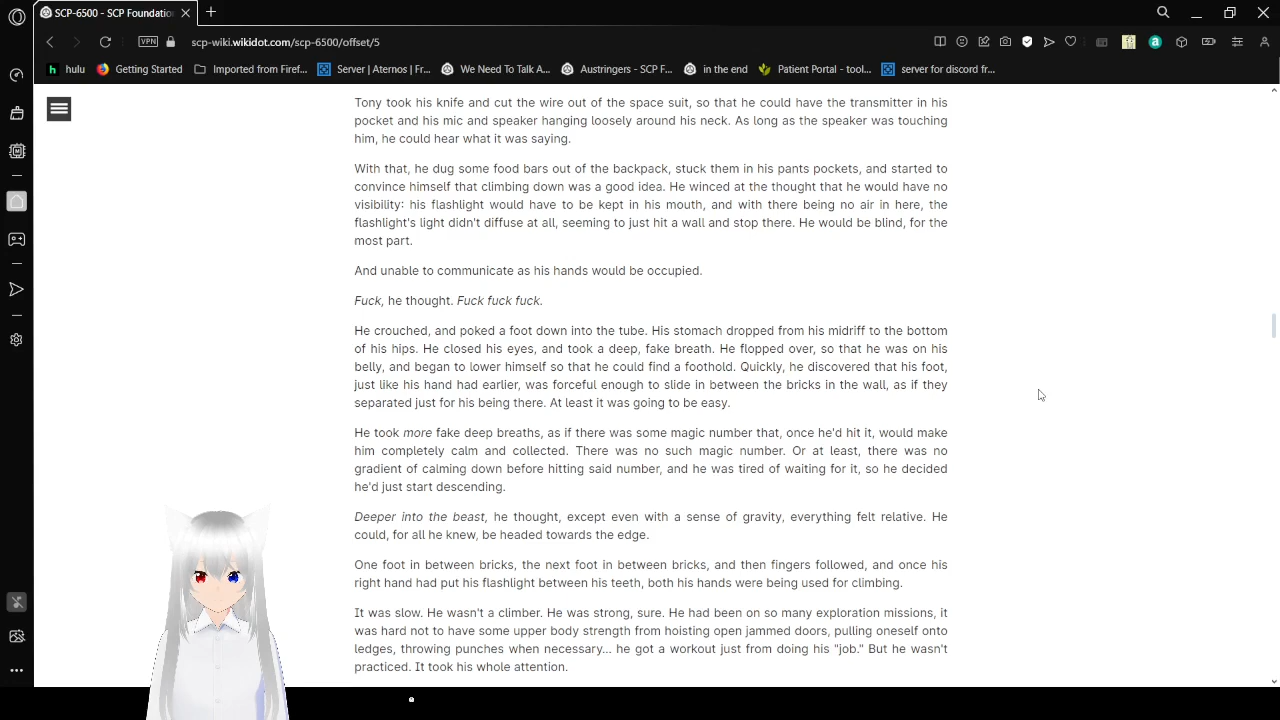 SCP-6500 - SCP Foundatio
VPN
scp-wiki.wikidot.com/scp-6500/offset/5
hulu
Getting Started
Imported from Firef...
Server | Aternos | Fr...
We Need To Talk A...
Austringers - SCP F...
in the end
Patient Portal - tool...
server for discord fr...
Tony took his knife and cut the wire out of the space suit, so that he could have the transmitter in his
pocket and his mic and speaker hanging loosely around his neck. As long as the speaker was touching
him, he could hear what it was saying.
With that, he dug some food bars out of the backpack, stuck them in his pants pockets, and started to
convince himself that climbing down was a good idea. He winced at the thought that he would have no
visibility: his flashlight would have to be kept in his mouth, and with there being no air in here, the
flashlight's light didn't diffuse at all, seeming to just hit a wall and stop there. He would be blind, for the
most part.
And unable to communicate as his hands would be occupied.
Fuck, he thought. Fuck fuck fuck.
He crouched, and poked a foot down into the tube. His stomach dropped from his midriff to the bottom
of his hips. He closed his eyes, and took a deep, fake breath. He flopped over, so that he was on his
belly, and began to lower himself so that he could find a foothold. Quickly, he discovered that his foot,
just like his hand had earlier, was forceful enough to slide in between the bricks in the wall, as if they
separated just for his being there. At least it was going to be easy.
He took more fake deep breaths, as if there was some magic number that, once he'd hit it, would make
him completely calm and collected. There was no such magic number. Or at least, there was no
gradient of calming down before hitting said number, and he was tired of waiting for it, so he decided
he'd just start descending.
Deeper into the beast, he thought, except even with a sense of gravity, everything felt relative. He
could, for all he knew, be headed towards the edge.
One foot in between bricks, the next foot in between bricks, and then fingers followed, and once his
right hand had put his flashlight between his teeth, both his hands were being used for climbing.
It was slow. He wasn't a climber. He was strong, sure. He had been on so many exploration missions, it
was hard not to have some upper body strength from hoisting open jammed doors, pulling oneself onto
ledges, throwing punches when necessary... he got a workout just from doing his "job." But he wasn't
practiced. It took his whole attention.